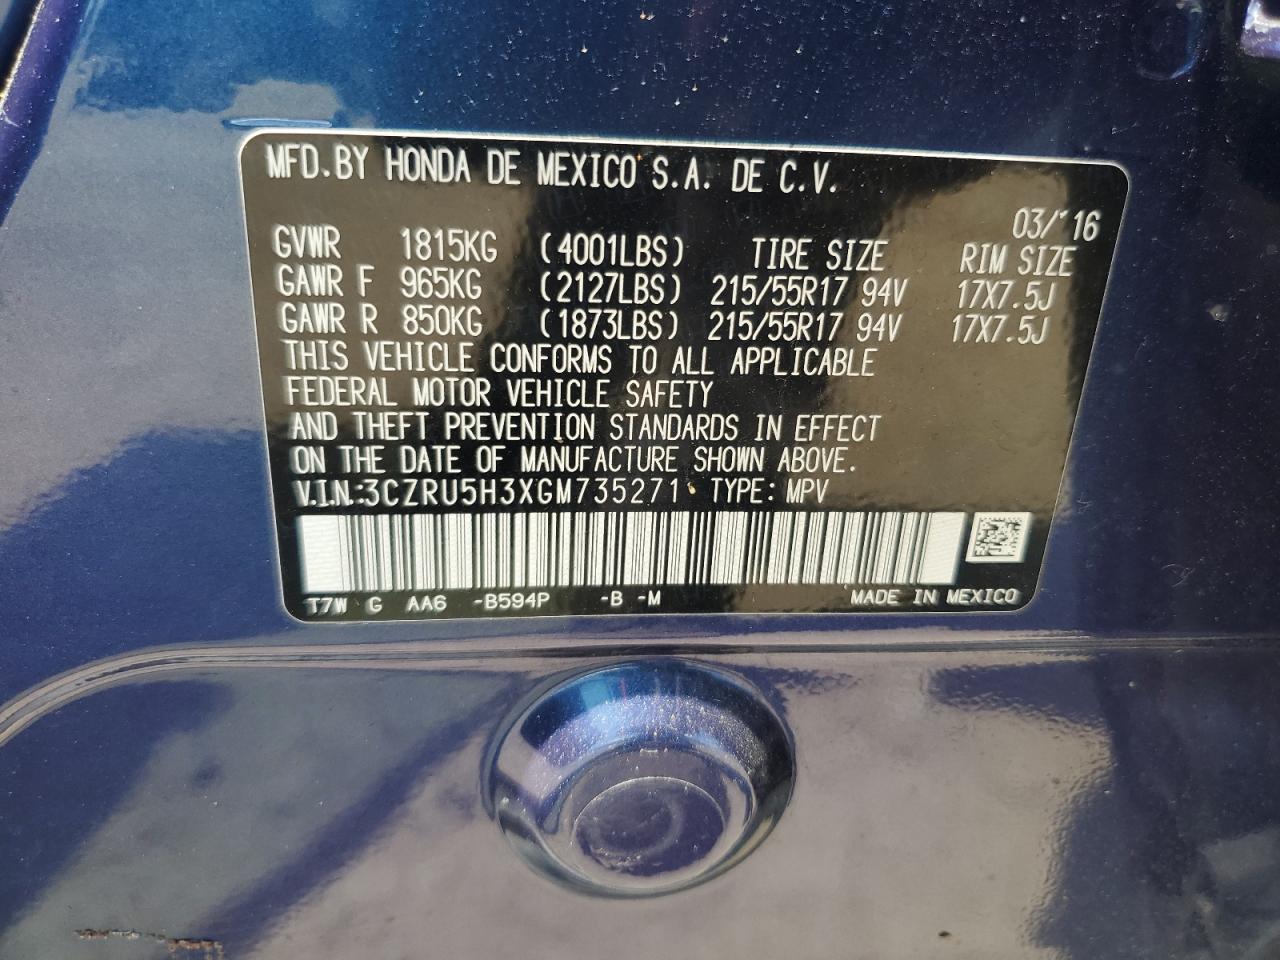 MFD.BY HONDA DE MEXICO S.A. DE C.V.
03/'16
GVWR 1815KG (4001LBS) TIRE SIZE RIM SIZE
GAWR F 965KG (2127LBS) 215/55R17 94V 17X7.5J
GAWR R 850KG (1873LBS) 215/55R17 94V 17X7.5J
THIS VEHICLE CONFORMS TO ALL APPLICABLE
FEDERAL MOTOR VEHICLE SAFETY
AND THEFT PREVENTION STANDARDS IN EFFECT
ON THE DATE OF MANUFACTURE SHOWN ABOVE.
V.I.N.:3CZRU5H3XGM735271 TYPE: MPV
T7W G AA6 -B594P -B -M MADE IN MEXICO